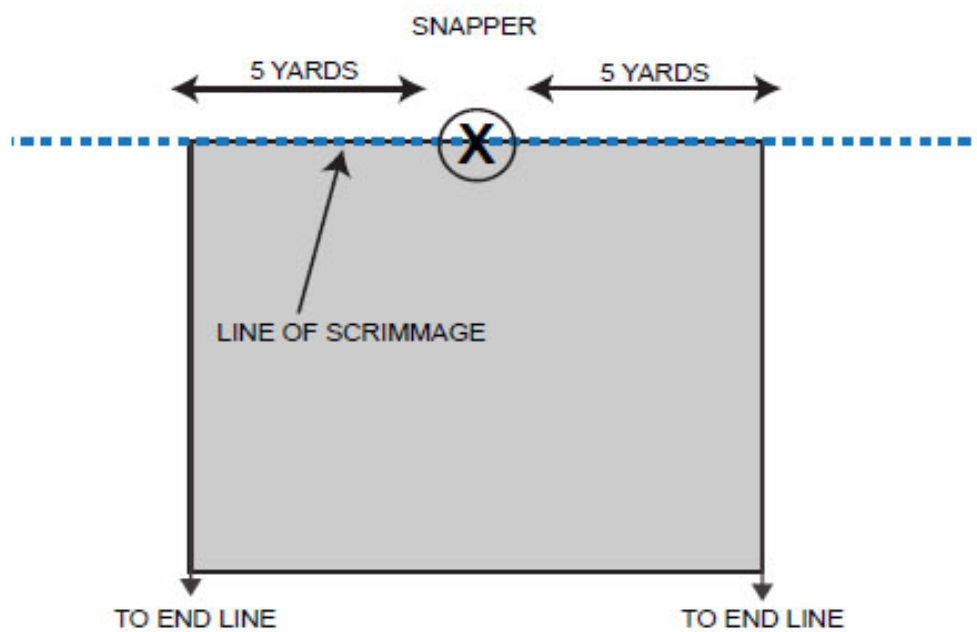 SNAPPER
5 YARDS
5 YARDS
X
LINE OF SCRIMMAGE
TO END LINE
TO END LINE